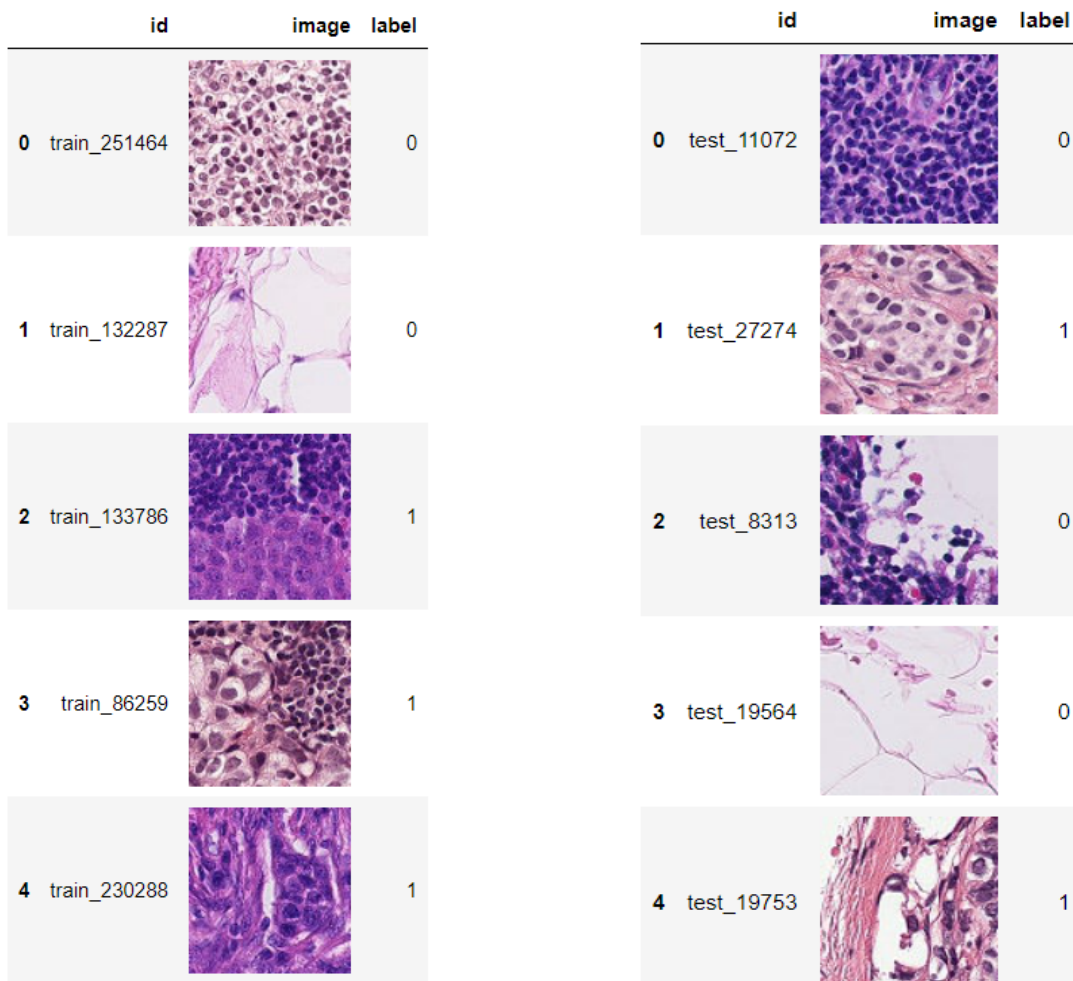 id image label
0 train_251464 0
1 train_132287 0
2 train_133786 1
3 train_86259 1
4 train_230288 1
id image label
0 test_11072 0
1 test_27274 1
2 test_8313 0
3 test_19564 0
4 test_19753 1